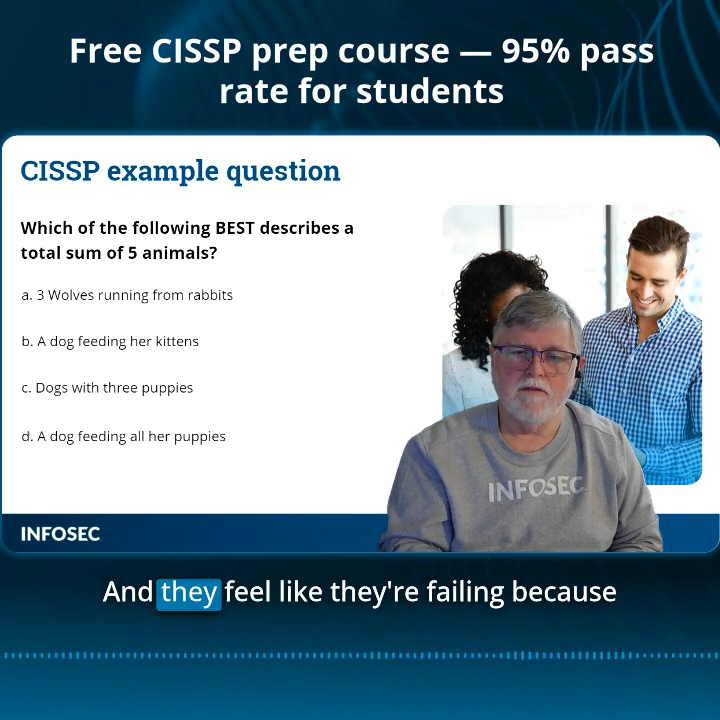 Free CISSP prep course — 95% pass
rate for students
CISSP example question
Which of the following BEST describes a
total sum of 5 animals?
a. 3 Wolves running from rabbits
b. A dog feeding her kittens
c. Dogs with three puppies
d. A dog feeding all her puppies
INFOSEC
INFOSEC
And they feel like they're failing because